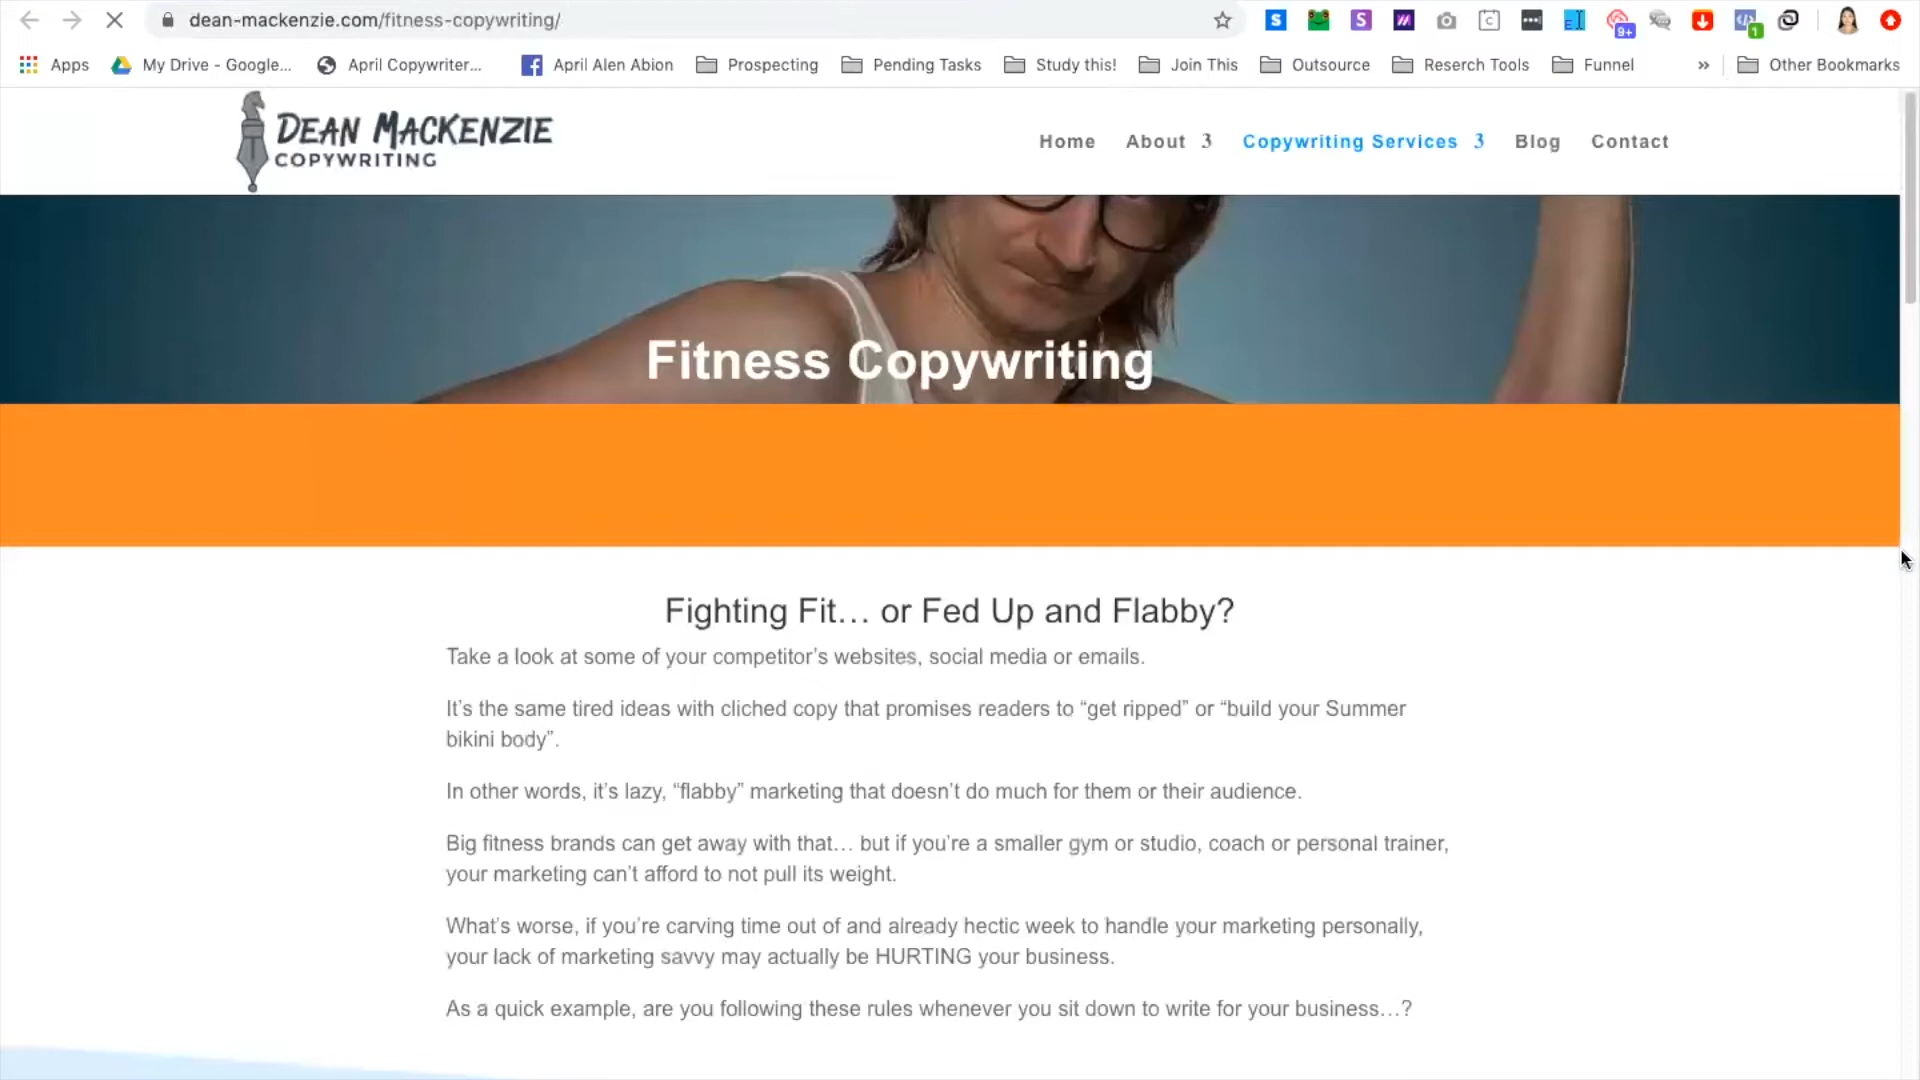 dean-mackenzie.com/fitness-copywriting/
9+
1
Apps
My Drive - Google...
April Copywriter...
April Alen Abion
Prospecting
Pending Tasks
Study this!
Join This
Outsource
Reserch Tools
Funnel
»
Other Bookmarks
DEAN MACKENZIE
COPYWRITING
Home
About 3
Copywriting Services 3
Blog
Contact
Fitness Copywriting
Fighting Fit… or Fed Up and Flabby?
Take a look at some of your competitor’s websites, social media or emails.
It’s the same tired ideas with cliched copy that promises readers to “get ripped” or “build your Summer
bikini body”.
In other words, it’s lazy, “flabby” marketing that doesn’t do much for them or their audience.
Big fitness brands can get away with that… but if you’re a smaller gym or studio, coach or personal trainer,
your marketing can’t afford to not pull its weight.
What’s worse, if you’re carving time out of and already hectic week to handle your marketing personally,
your lack of marketing savvy may actually be HURTING your business.
As a quick example, are you following these rules whenever you sit down to write for your business…?